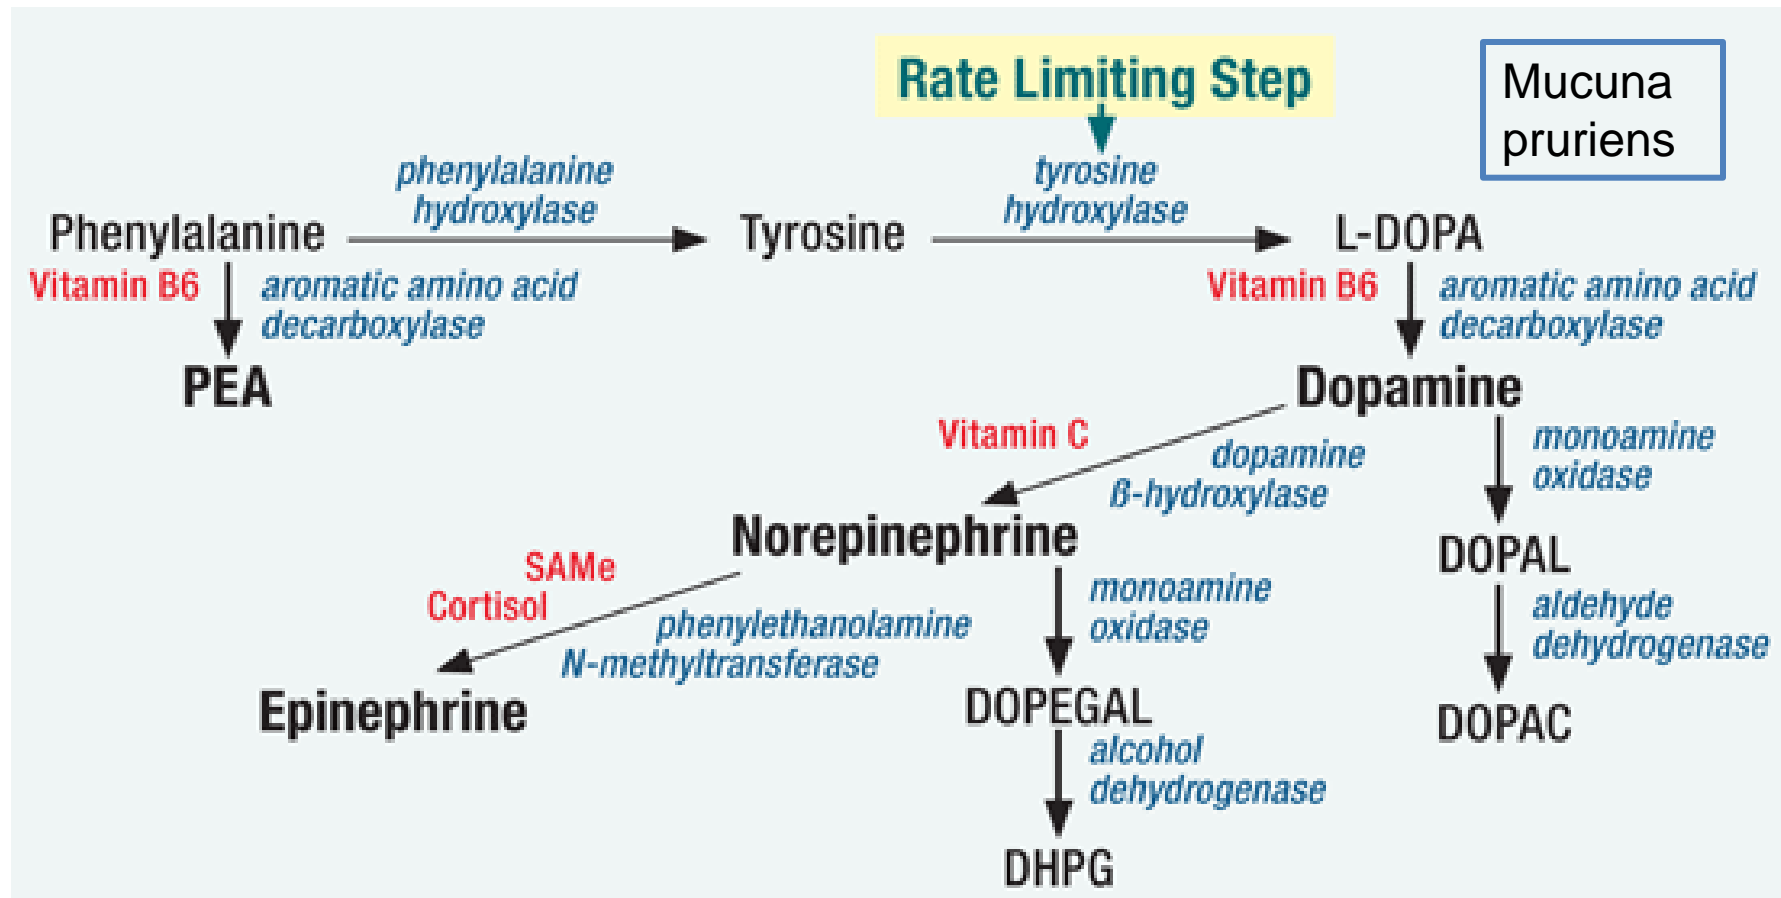 Rate Limiting Step
Mucuna
pruriens
phenylalanine
hydroxylase
tyrosine
hydroxylase
Phenylalanine
Tyrosine
L-DOPA
Vitamin B6
aromatic amino acid
decarboxylase
Vitamin B6
aromatic amino acid
decarboxylase
PEA
Dopamine
Vitamin C
dopamine
ß-hydroxylase
monoamine
oxidase
Norepinephrine
DOPAL
SAMe
Cortisol
phenylethanolamine
N-methyltransferase
monoamine
oxidase
aldehyde
dehydrogenase
Epinephrine
DOPEGAL
DOPAC
alcohol
dehydrogenase
DHPG